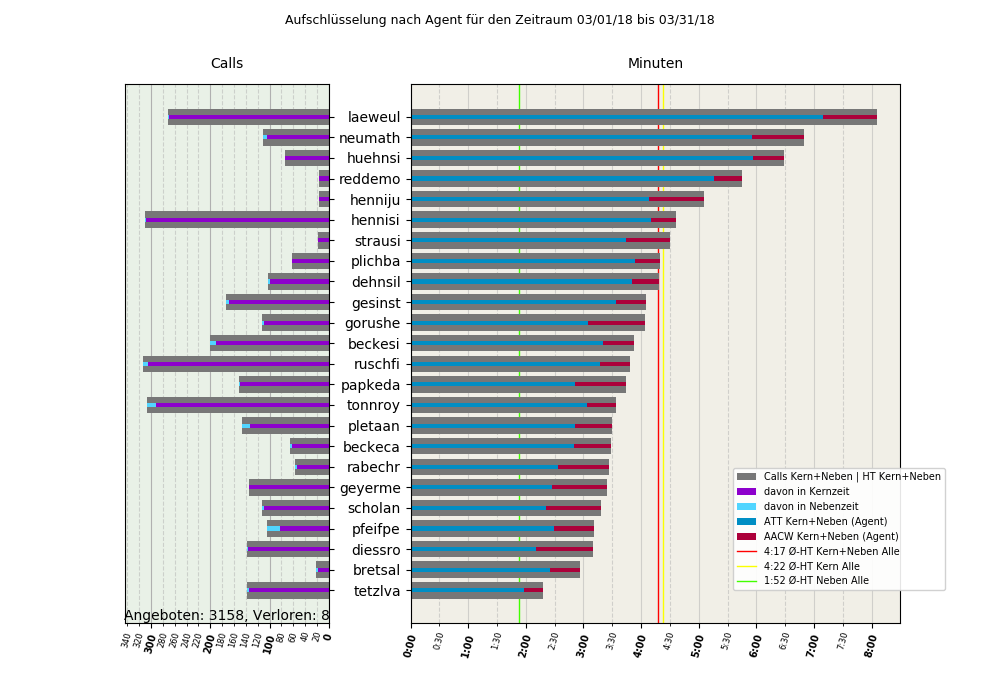 Aufschlüsselung nach Agent für den Zeitraum 03/01/18 bis 03/31/18
Calls
Minuten
laeweul
neumath
huehnsi
reddemo
henniju
hennisi
strausi
plichba
dehnsil
gesinst
gorushe
beckesi
ruschfi
papkeda
tonnroy
pletaan
beckeca
rabechr
geyerme
scholan
pfeifpe
diessro
bretsal
tetzlva
Calls Kern+Neben | HT Kern+Neben
davon in Kernzeit
davon in Nebenzeit
ATT Kern+Neben (Agent)
AACW Kern+Neben (Agent)
4:17 Ø-HT Kern+Neben Alle
4:22 Ø-HT Kern Alle
1:52 Ø-HT Neben Alle
Angeboten: 3158, Verloren: 8
340 320 300 280 260 240 220 200 180 160 140 120 100 80 60 40 20 0
0:00 0:30 1:00 1:30 2:00 2:30 3:00 3:30 4:00 4:30 5:00 5:30 6:00 6:30 7:00 7:30 8:00